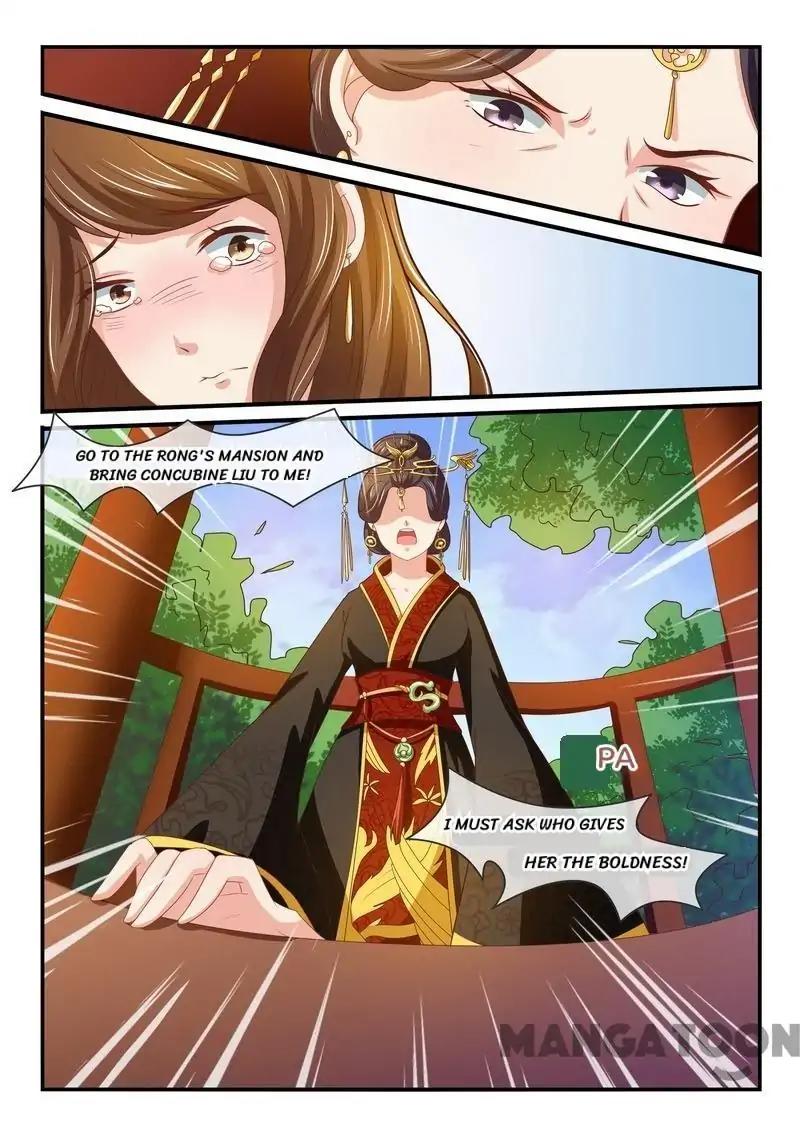 GO TO THE RONG'S MANSION AND
BRING CONCUBINE LIU TO ME!
PA
I MUST ASK WHO GIVES
HER THE BOLDNESS!
MANGATOON